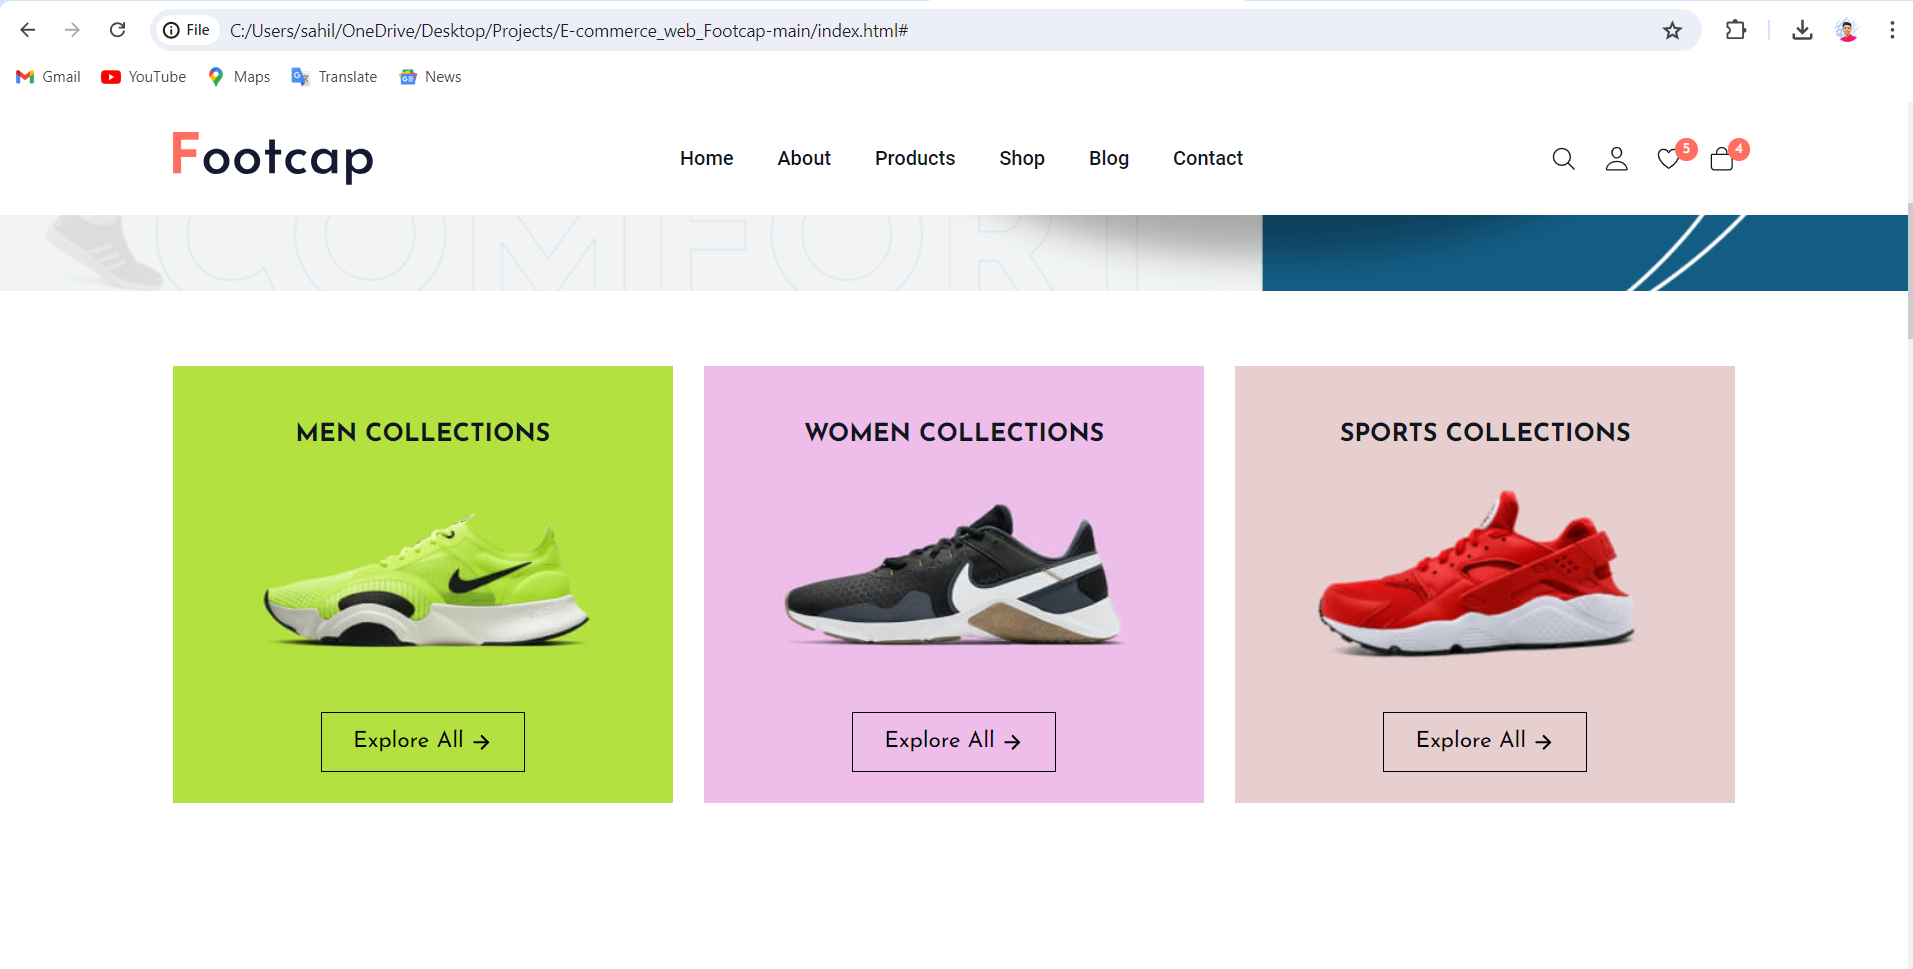 File C:/Users/sahil/OneDrive/Desktop/Projects/E-commerce_web_Footcap-main/index.html#
Gmail YouTube Maps Translate News
Footcap Home About Products Shop Blog Contact 5 4
COMFORT
MEN COLLECTIONS WOMEN COLLECTIONS SPORTS COLLECTIONS
Explore All → Explore All → Explore All →